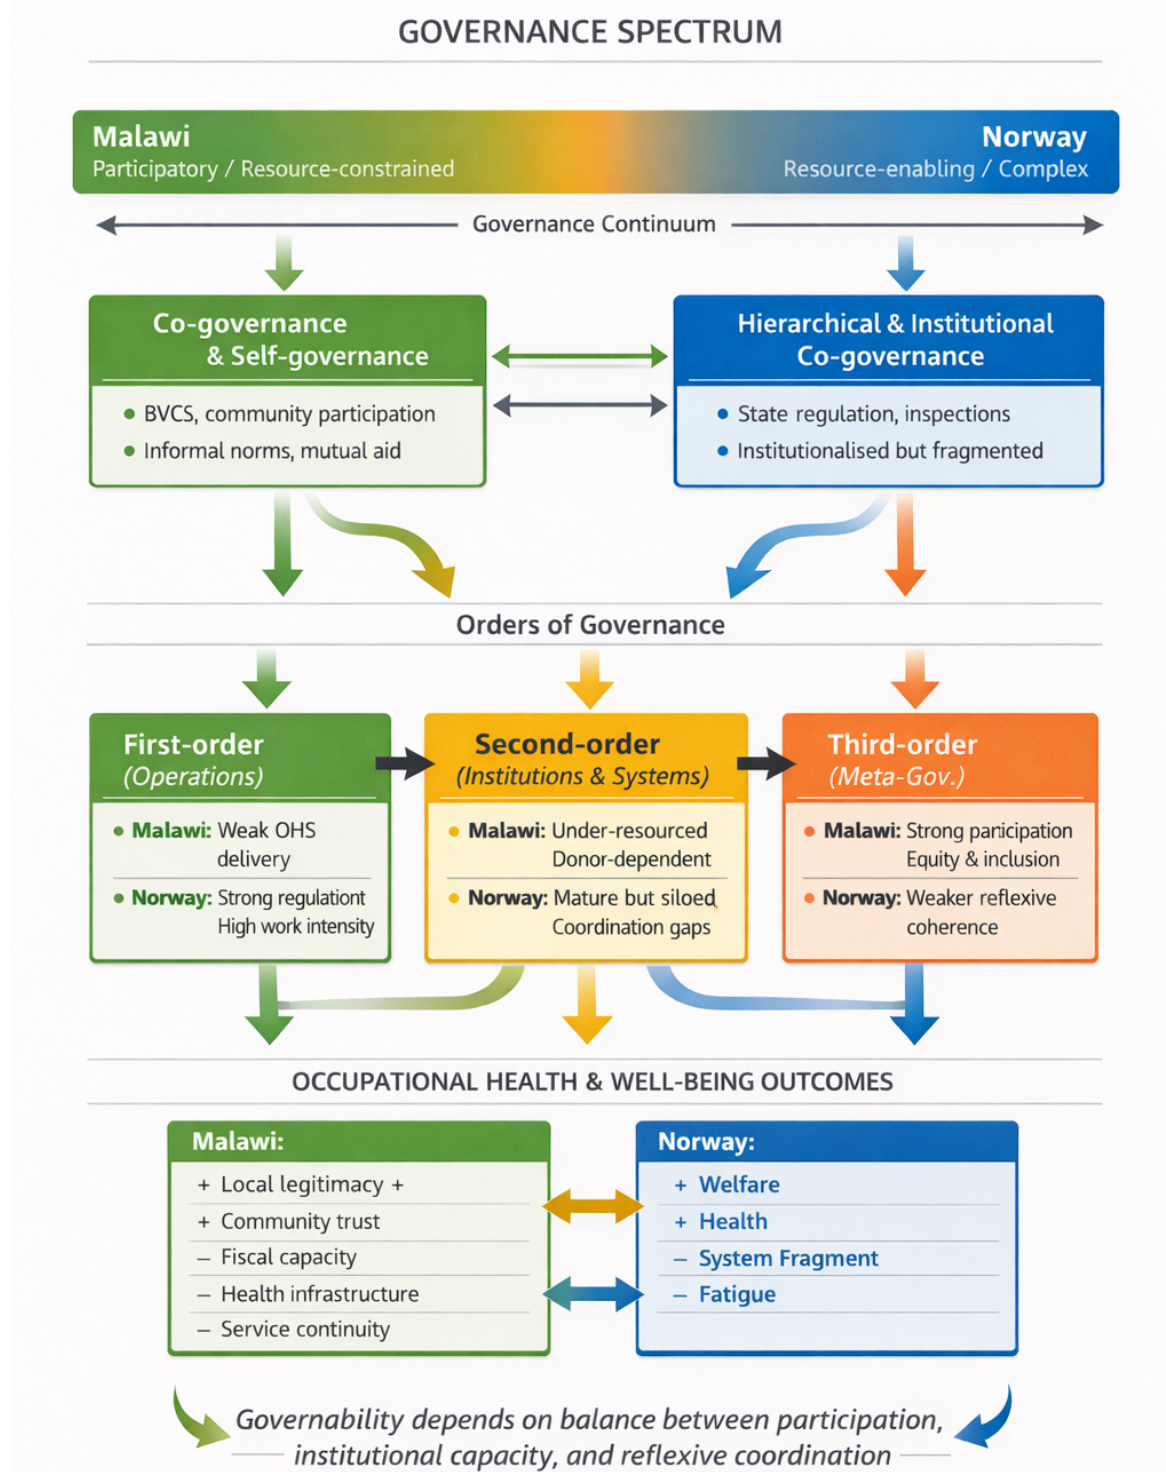 GOVERNANCE SPECTRUM
Malawi
Participatory / Resource-constrained
Norway
Resource-enabling / Complex
Governance Continuum
Co-governance
& Self-governance
• BVCS, community participation
• Informal norms, mutual aid
Hierarchical & Institutional
Co-governance
• State regulation, inspections
• Institutionalised but fragmented
Orders of Governance
First-order
(Operations)
• Malawi: Weak OHS
delivery
• Norway: Strong regulationt
High work intensity
Second-order
(Institutions & Systems)
• Malawi: Under-resourced
Donor-dependent
• Norway: Mature but siloed,
Coordination gaps
Third-order
(Meta-Gov.)
• Malawi: Strong participation
Equity & inclusion
• Norway: Weaker reflexive
coherence
OCCUPATIONAL HEALTH & WELL-BEING OUTCOMES
Malawi:
+ Local legitimacy +
+ Community trust
– Fiscal capacity
– Health infrastructure
– Service continuity
Norway:
+ Welfare
+ Health
– System Fragment
– Fatigue
Governability depends on balance between participation,
institutional capacity, and reflexive coordination